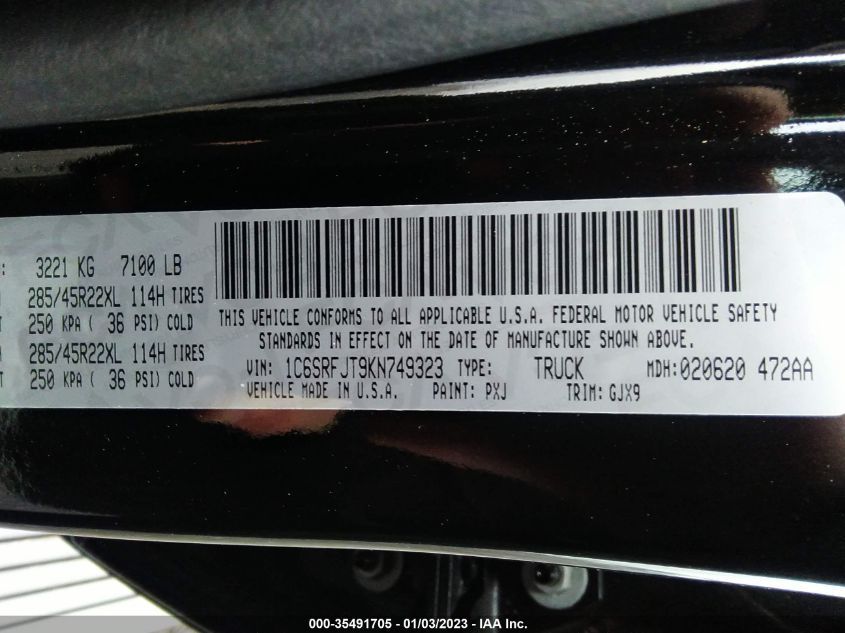 : 3221 KG 7100 LB
285/45R22XL 114H TIRES
250 KPA ( 36 PSI) COLD
285/45R22XL 114H TIRES
250 KPA ( 36 PSI) COLD
THIS VEHICLE CONFORMS TO ALL APPLICABLE U.S.A. FEDERAL MOTOR VEHICLE SAFETY
STANDARDS IN EFFECT ON THE DATE OF MANUFACTURE SHOWN ABOVE.
VIN: 1C6SRFJT9KN749323 TYPE: TRUCK MDH:020620 472AA
VEHICLE MADE IN U.S.A. PAINT: PXJ TRIM: GJX9
000-35491705 - 01/03/2023 - IAA Inc.